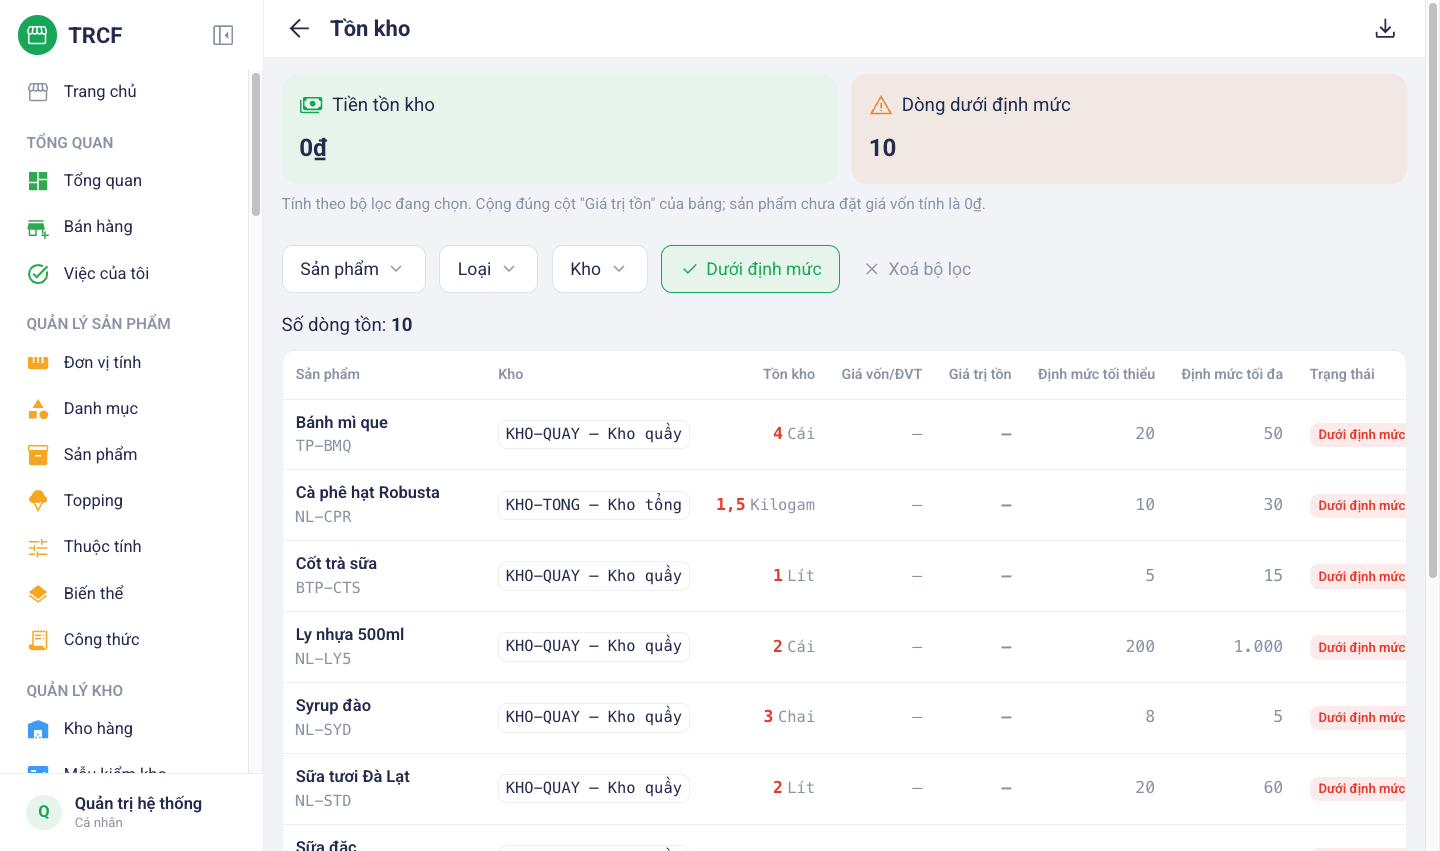 TRCF
Trang chủ
TỔNG QUAN
Tổng quan
Bán hàng
Việc của tôi
QUẢN LÝ SẢN PHẨM
Đơn vị tính
Danh mục
Sản phẩm
Topping
Thuộc tính
Biến thể
Công thức
QUẢN LÝ KHO
Kho hàng
Mẫu kiểm kho
Q Quản trị hệ thống
Cá nhân
Tồn kho
Tiền tồn kho
0₫
Dòng dưới định mức
10
Tính theo bộ lọc đang chọn. Cộng đúng cột "Giá trị tồn" của bảng; sản phẩm chưa đặt giá vốn tính là 0₫.
Sản phẩm Loại Kho Dưới định mức Xoá bộ lọc
Số dòng tồn: 10
Sản phẩm Kho Tồn kho Giá vốn/ĐVT Giá trị tồn Định mức tối thiểu Định mức tối đa Trạng thái
Bánh mì que
TP-BMQ
KHO-QUAY — Kho quầy 4 Cái — — 20 50 Dưới định mức
Cà phê hạt Robusta
NL-CPR
KHO-TONG — Kho tổng 1,5 Kilogam — — 10 30 Dưới định mức
Cốt trà sữa
BTP-CTS
KHO-QUAY — Kho quầy 1 Lít — — 5 15 Dưới định mức
Ly nhựa 500ml
NL-LY5
KHO-QUAY — Kho quầy 2 Cái — — 200 1.000 Dưới định mức
Syrup đào
NL-SYD
KHO-QUAY — Kho quầy 3 Chai — — 8 5 Dưới định mức
Sữa tươi Đà Lạt
NL-STD
KHO-QUAY — Kho quầy 2 Lít — — 20 60 Dưới định mức
Sữa đặc